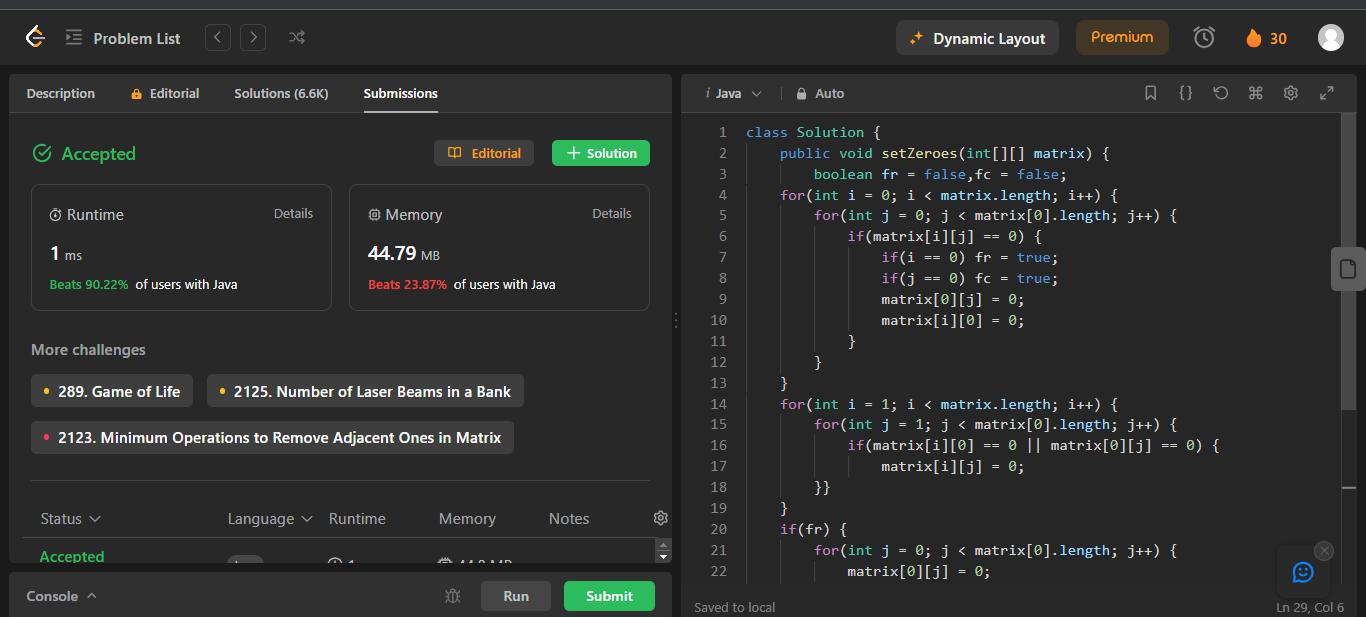 Problem List
Dynamic Layout
Premium
30
Description
Editorial
Solutions (6.6K)
Submissions
Accepted
Editorial
Solution
Runtime
Details
1 ms
Beats 90.22% of users with Java
Memory
Details
44.79 MB
Beats 23.87% of users with Java
More challenges
289. Game of Life
2125. Number of Laser Beams in a Bank
2123. Minimum Operations to Remove Adjacent Ones in Matrix
Status
Language
Runtime
Memory
Notes
Accepted
Console
Run
Submit
i Java
Auto
1 class Solution {
2 public void setZeroes(int[][] matrix) {
3 boolean fr = false,fc = false;
4 for(int i = 0; i < matrix.length; i++) {
5 for(int j = 0; j < matrix[0].length; j++) {
6 if(matrix[i][j] == 0) {
7 if(i == 0) fr = true;
8 if(j == 0) fc = true;
9 matrix[0][j] = 0;
10 matrix[i][0] = 0;
11 }
12 }
13 }
14 for(int i = 1; i < matrix.length; i++) {
15 for(int j = 1; j < matrix[0].length; j++) {
16 if(matrix[i][0] == 0 || matrix[0][j] == 0) {
17 matrix[i][j] = 0;
18 }}
19 }
20 if(fr) {
21 for(int j = 0; j < matrix[0].length; j++) {
22 matrix[0][j] = 0;
Saved to local
Ln 29, Col 6